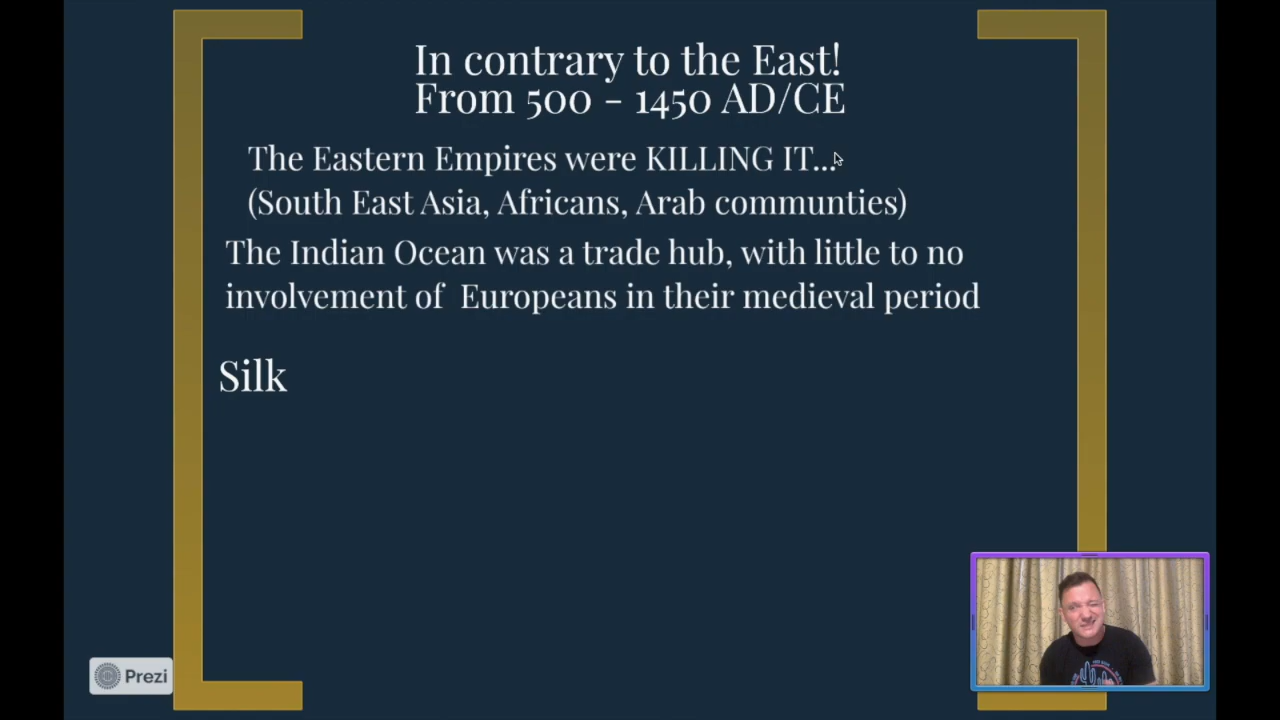 In contrary to the East!
From 500 - 1450 AD/CE
The Eastern Empires were KILLING IT...
(South East Asia, Africans, Arab communties)
The Indian Ocean was a trade hub, with little to no
involvement of Europeans in their medieval period
Silk
Prezi